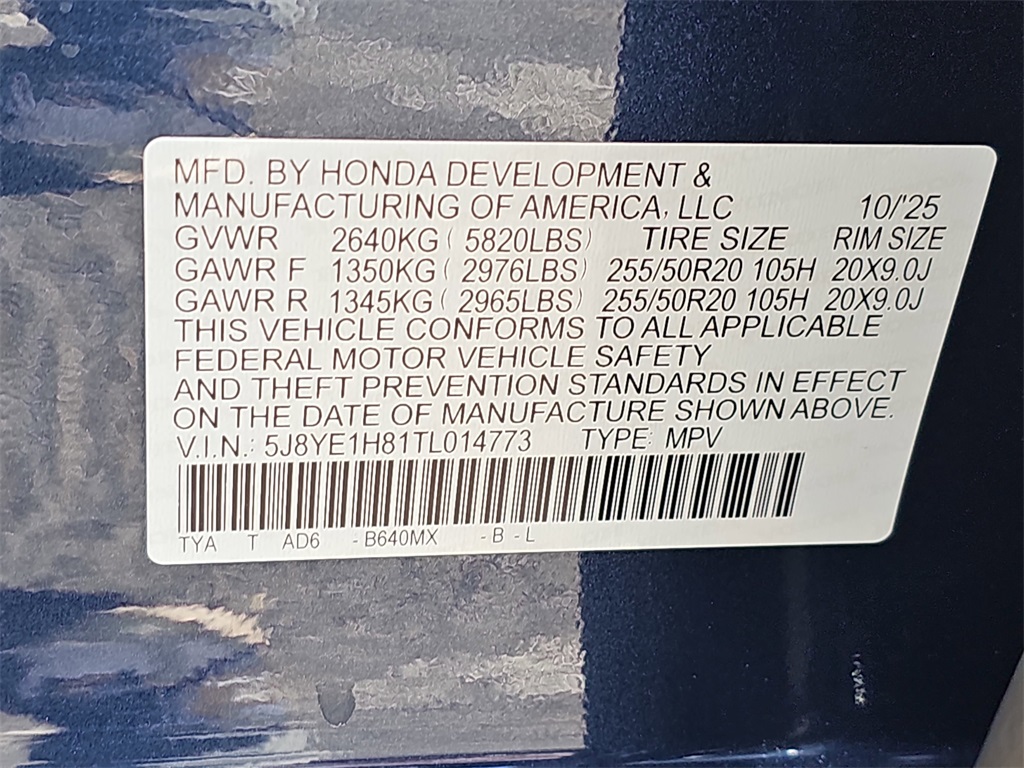 MFD. BY HONDA DEVELOPMENT &
MANUFACTURING OF AMERICA, LLC 10/'25
GVWR 2640KG ( 5820LBS) TIRE SIZE RIM SIZE
GAWR F 1350KG ( 2976LBS) 255/50R20 105H 20X9.0J
GAWR R 1345KG ( 2965LBS) 255/50R20 105H 20X9.0J
THIS VEHICLE CONFORMS TO ALL APPLICABLE
FEDERAL MOTOR VEHICLE SAFETY
AND THEFT PREVENTION STANDARDS IN EFFECT
ON THE DATE OF MANUFACTURE SHOWN ABOVE.
V.I.N.: 5J8YE1H81TL014773 TYPE: MPV
TYA T AD6 -B640MX -B -L